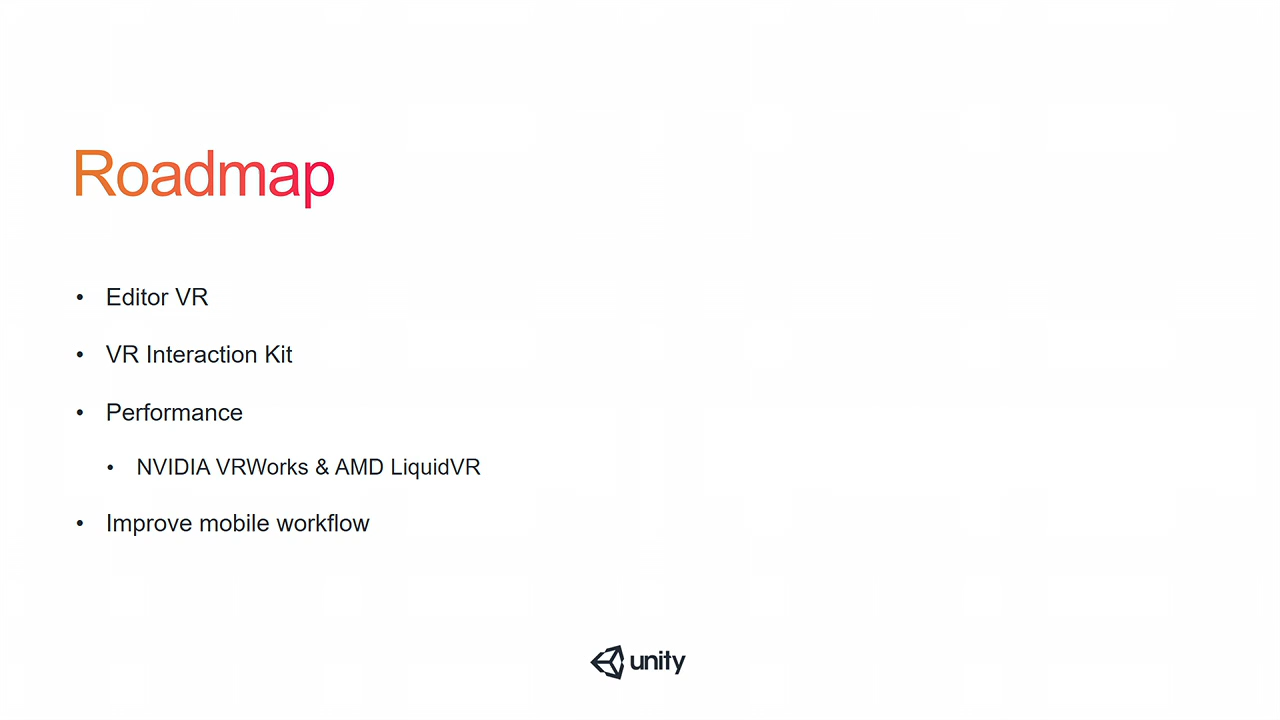 Roadmap
• Editor VR
• VR Interaction Kit
• Performance
• NVIDIA VRWorks & AMD LiquidVR
• Improve mobile workflow
unity